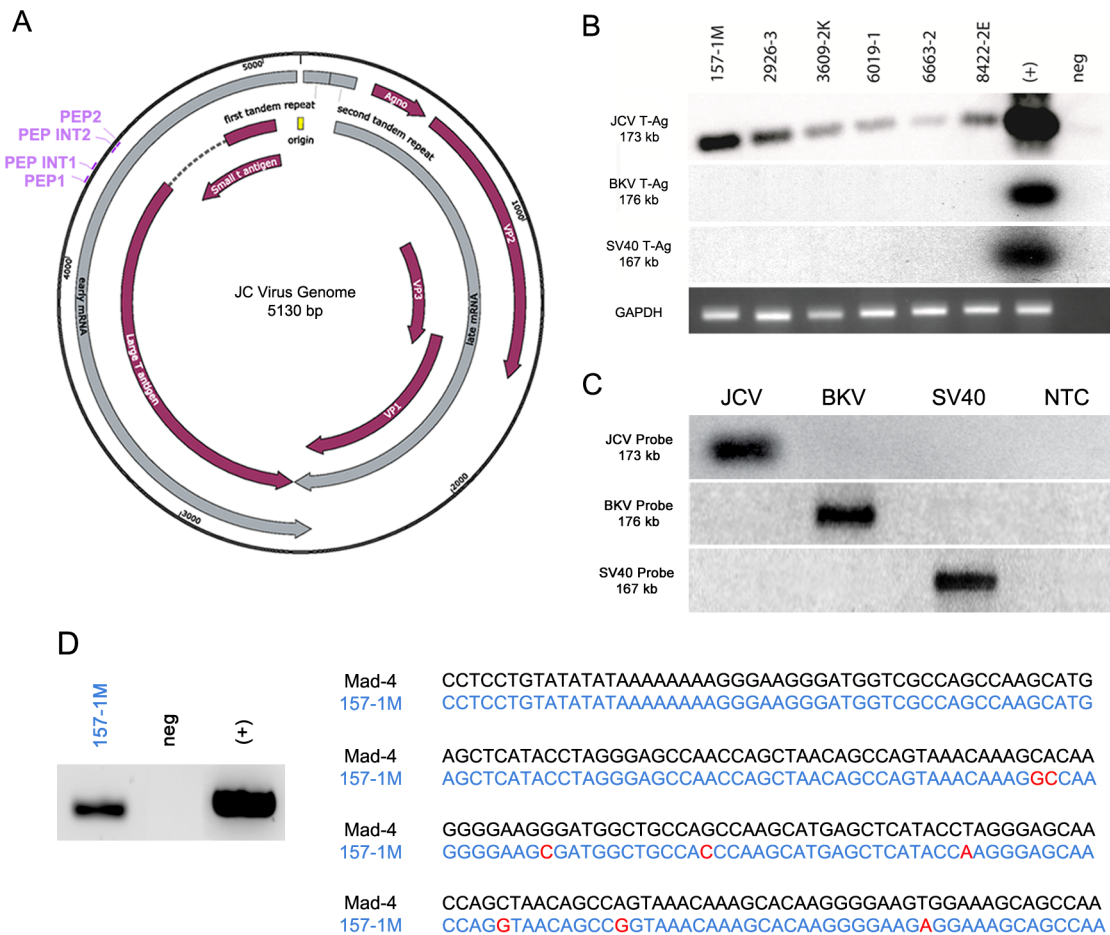 A
5000
PEP2
PEP INT2
PEP INT1
PEP1
first tandem repeat
second tandem repeat
origin
Agno
Small t antigen
1000
VP2
4000
early mRNA
JC Virus Genome
5130 bp
VP3
late mRNA
Large T antigen
VP1
2000
3000
B
157-1M
2926-3
3609-2K
6019-1
6663-2
8422-2E
(+)
neg
JCV T-Ag
173 kb
BKV T-Ag
176 kb
SV40 T-Ag
167 kb
GAPDH
C
JCV BKV SV40 NTC
JCV Probe
173 kb
BKV Probe
176 kb
SV40 Probe
167 kb
D
157-1M
neg
(+)
Mad-4 CCTCCTGTATATATAAAAAAAAGGGAAGGGATGGTCGCCAGCCAAGCATG
157-1M CCTCCTGTATATATAAAAAAAAGGGAAGGGATGGTCGCCAGCCAAGCATG
Mad-4 AGCTCATACCTAGGGAGCCAACCAGCTAACAGCCAGTAAACAAAGCACAA
157-1M AGCTCATACCTAGGGAGCCAACCAGCTAACAGCCAGTAAACAAAGGCCAA
Mad-4 GGGGAAGGGATGGCTGCCAGCCAAGCATGAGCTCATACCTAGGGAGCAA
157-1M GGGGAAGCGATGGCTGCCACCCAAGCATGAGCTCATACCAAGGGAGCAA
Mad-4 CCAGCTAACAGCCAGTAAACAAAGCACAAGGGGAAGTGGAAAGCAGCCAA
157-1M CCAGGTAACAGCCGGTAAACAAAGCACAAGGGGAAGAGGAAAGCAGCCAA